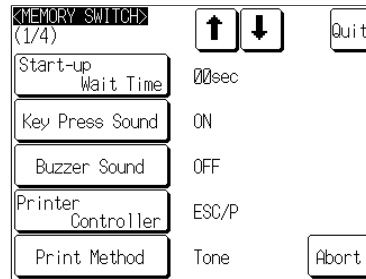 <MEMORY SWITCH>
(1/4)
Quit
Start-up
Wait Time
00sec
Key Press Sound
ON
Buzzer Sound
OFF
Printer
Controller
ESC/P
Print Method
Tone
Abort